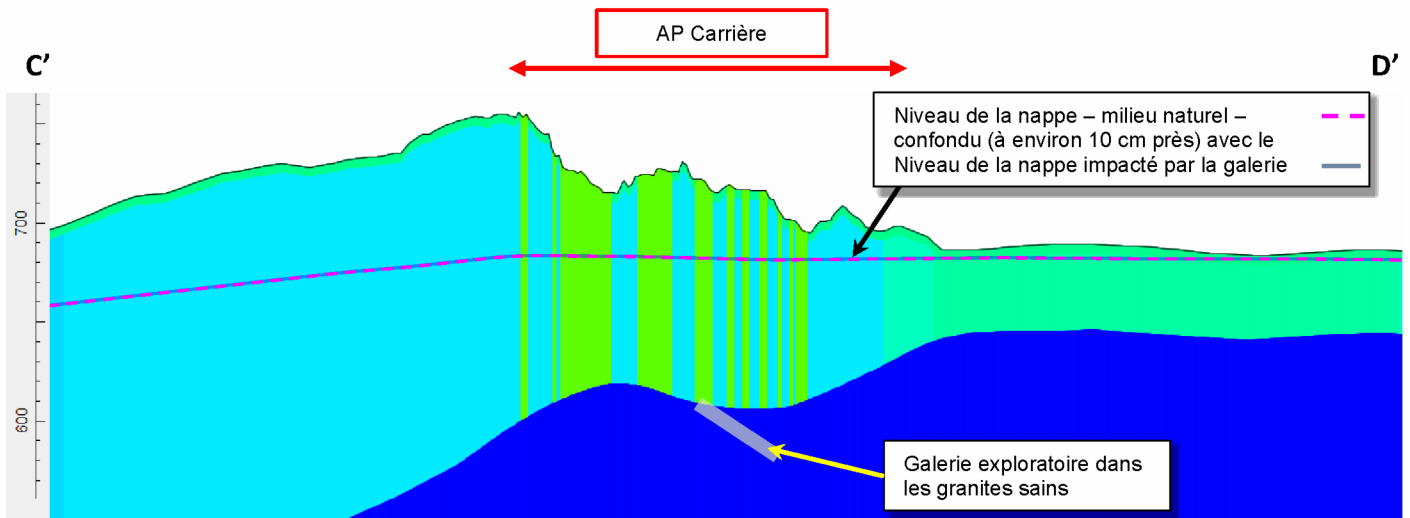 AP Carrière
C’
D’
Niveau de la nappe – milieu naturel –
confondu (à environ 10 cm près) avec le
Niveau de la nappe impacté par la galerie
700
600
Galerie exploratoire dans
les granites sains